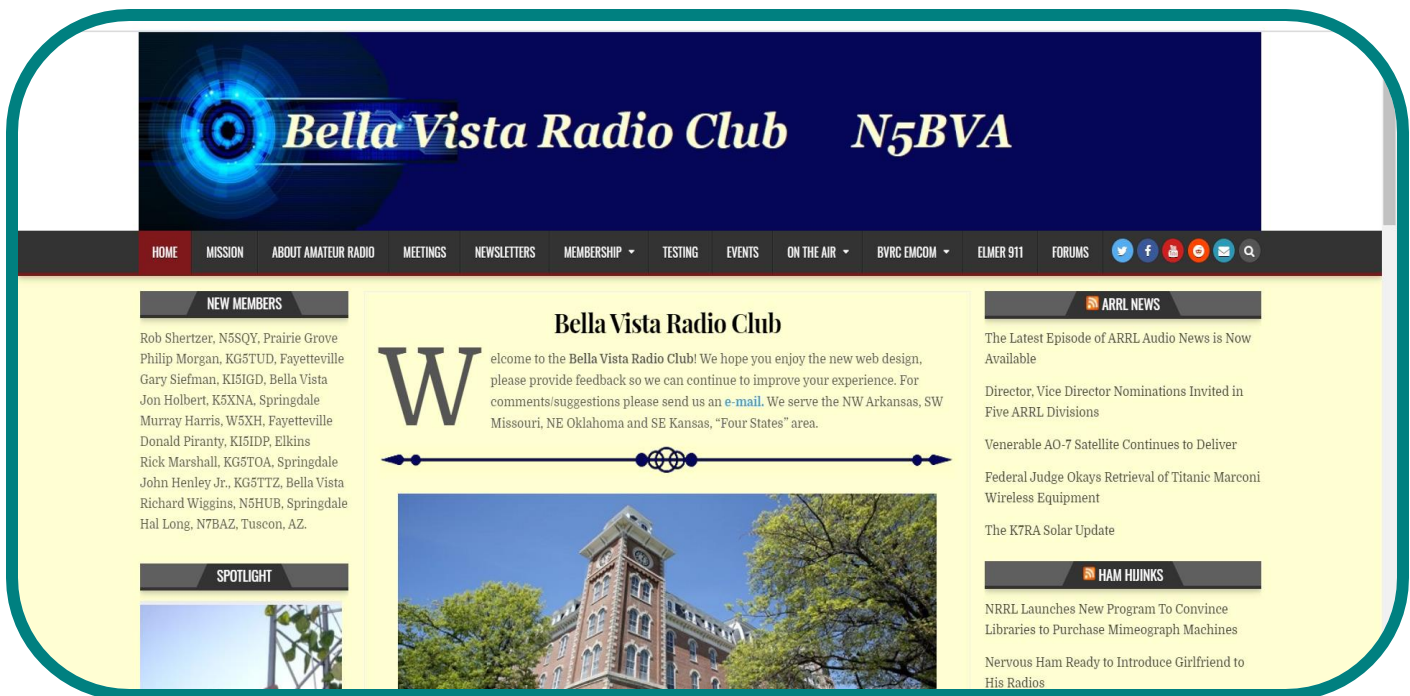 Bella Vista Radio Club N5BVA
HOME MISSION ABOUT AMATEUR RADIO MEETINGS NEWSLETTERS MEMBERSHIP TESTING EVENTS ON THE AIR BVRC EMCOM ELMER 911 FORUMS
NEW MEMBERS
Rob Shertzer, N5SQY, Prairie Grove
Philip Morgan, KG5TUD, Fayetteville
Gary Siefman, KI5IGD, Bella Vista
Jon Holbert, K5XNA, Springdale
Murray Harris, W5XH, Fayetteville
Donald Piranty, KI5IDP, Elkins
Rick Marshall, KG5TOA, Springdale
John Henley Jr., KG5TTZ, Bella Vista
Richard Wiggins, N5HUB, Springdale
Hal Long, N7BAZ, Tuscon, AZ.
SPOTLIGHT
Bella Vista Radio Club
Welcome to the Bella Vista Radio Club! We hope you enjoy the new web design,
please provide feedback so we can continue to improve your experience. For
comments/suggestions please send us an e-mail. We serve the NW Arkansas, SW
Missouri, NE Oklahoma and SE Kansas, “Four States” area.
ARRL NEWS
The Latest Episode of ARRL Audio News is Now
Available
Director, Vice Director Nominations Invited in
Five ARRL Divisions
Venerable AO-7 Satellite Continues to Deliver
Federal Judge Okays Retrieval of Titanic Marconi
Wireless Equipment
The K7RA Solar Update
HAM HIJINKS
NRRL Launches New Program To Convince
Libraries to Purchase Mimeograph Machines
Nervous Ham Ready to Introduce Girlfriend to
His Radios